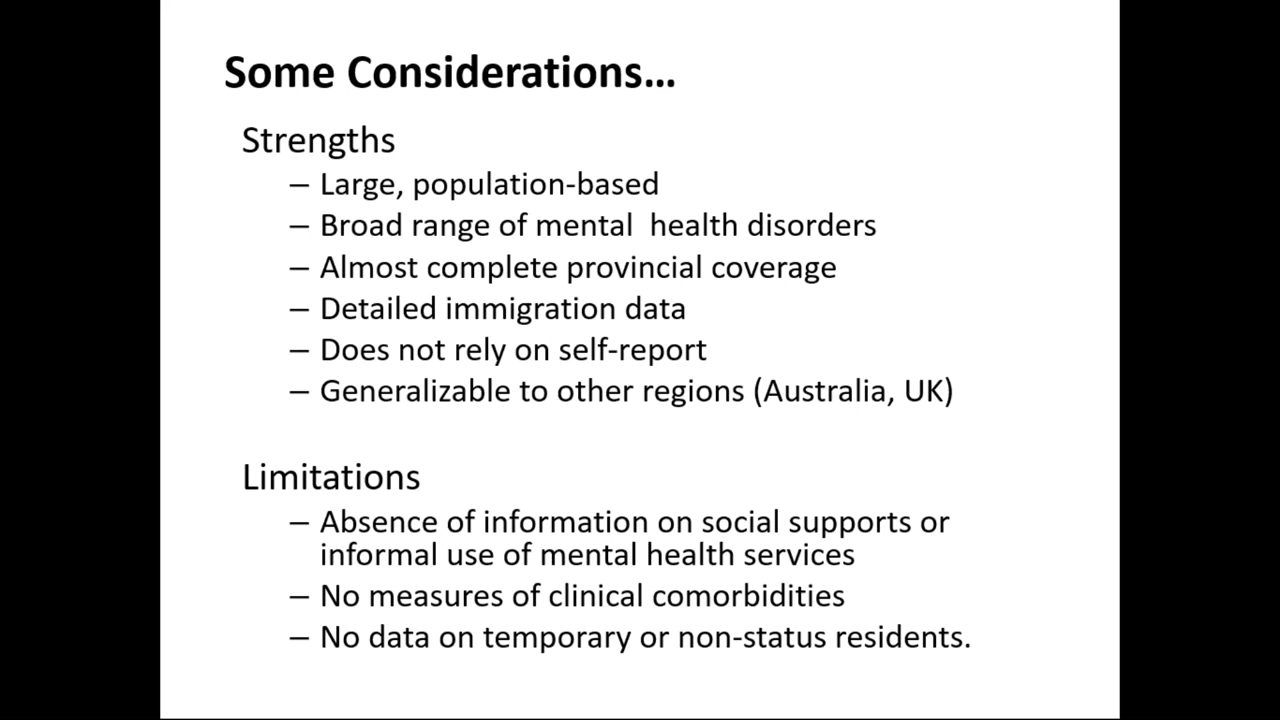 Some Considerations...
Strengths
– Large, population-based
– Broad range of mental  health disorders
– Almost complete provincial coverage
– Detailed immigration data
– Does not rely on self-report
– Generalizable to other regions (Australia, UK)
Limitations
– Absence of information on social supports or
informal use of mental health services
– No measures of clinical comorbidities
– No data on temporary or non-status residents.